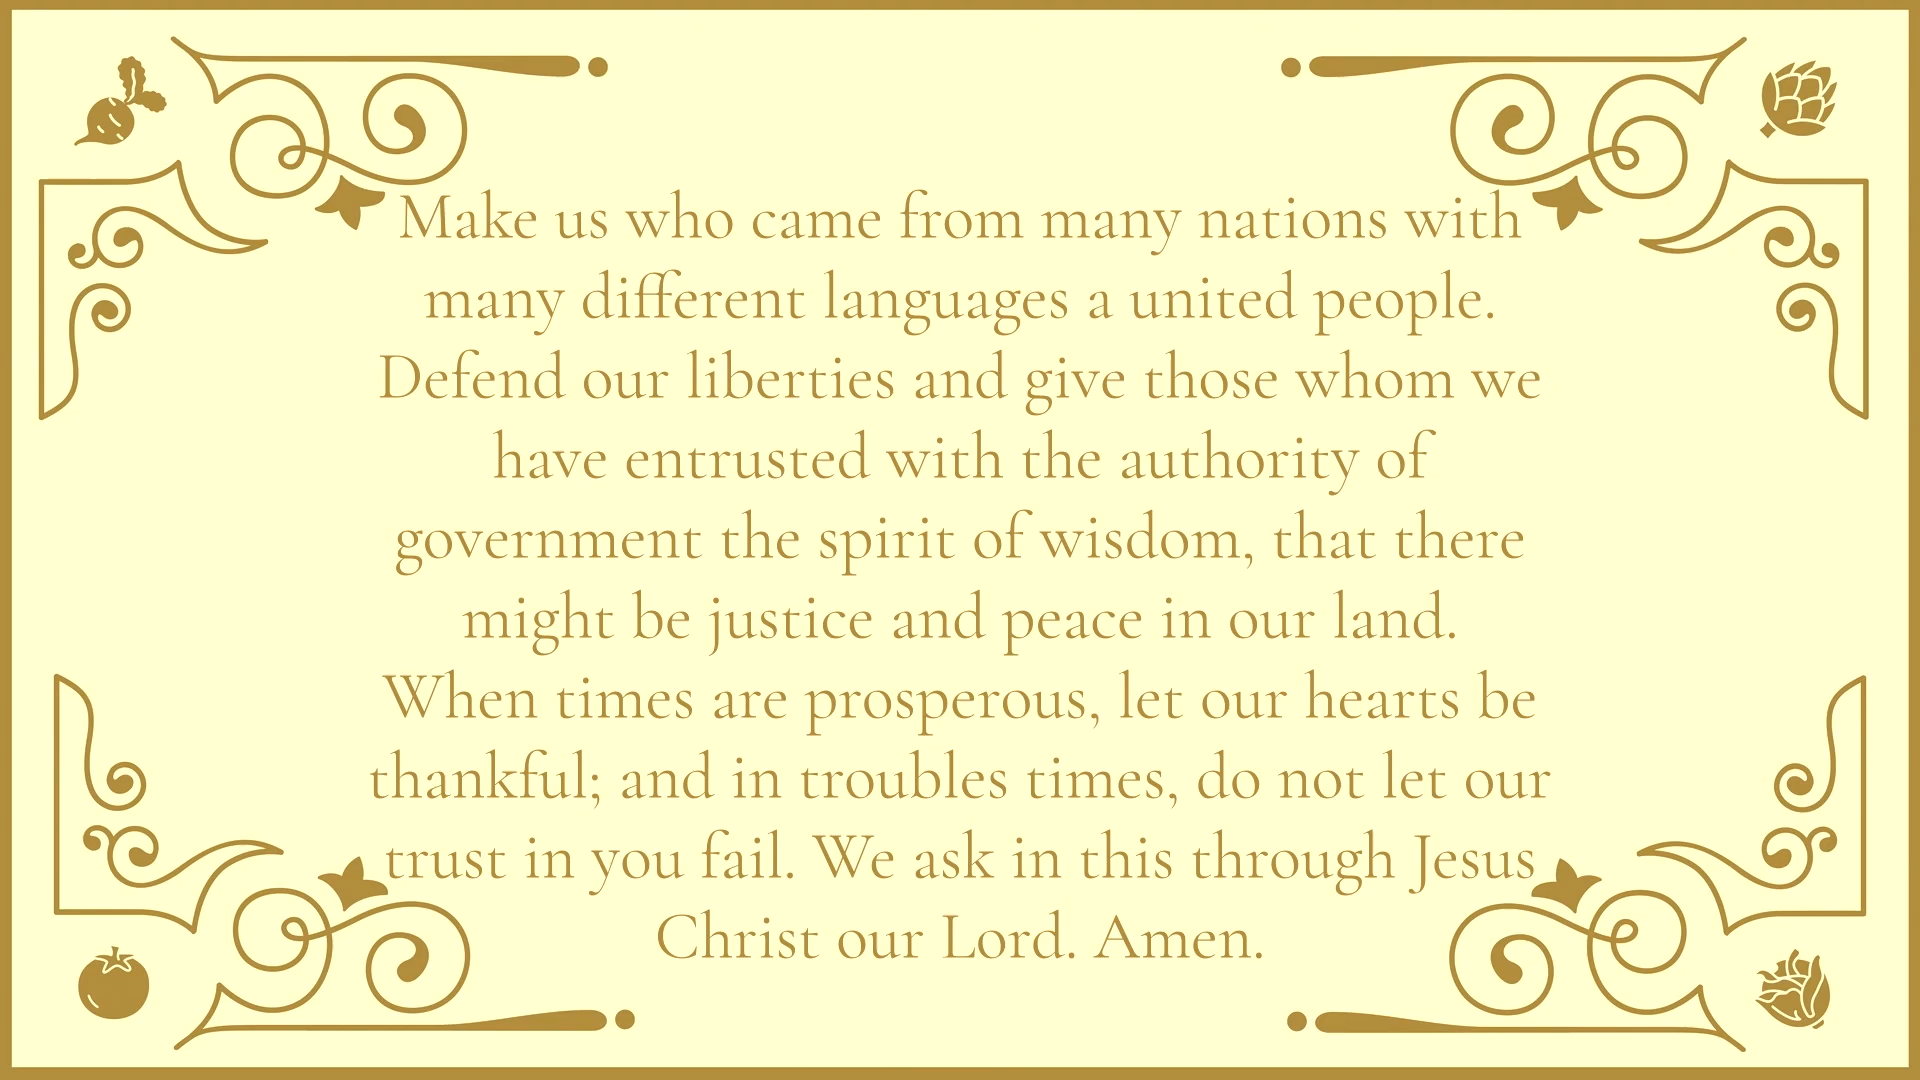 Make us who came from many nations with
many different languages a united people.
Defend our liberties and give those whom we
have entrusted with the authority of
government the spirit of wisdom, that there
might be justice and peace in our land.
When times are prosperous, let our hearts be
thankful; and in troubles times, do not let our
trust in you fail. We ask in this through Jesus
Christ our Lord. Amen.